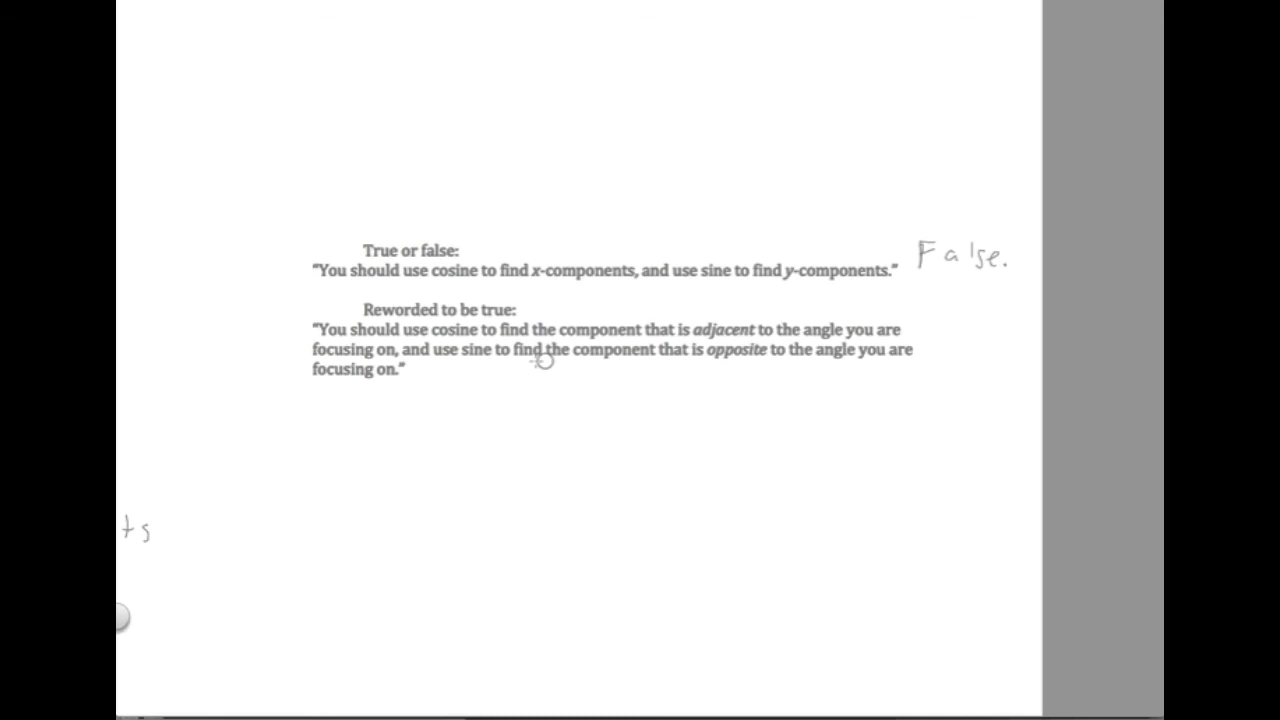 True or false:
"You should use cosine to find x-components, and use sine to find y-components." False.
Reworded to be true:
"You should use cosine to find the component that is adjacent to the angle you are
focusing on, and use sine to find the component that is opposite to the angle you are
focusing on."
ts